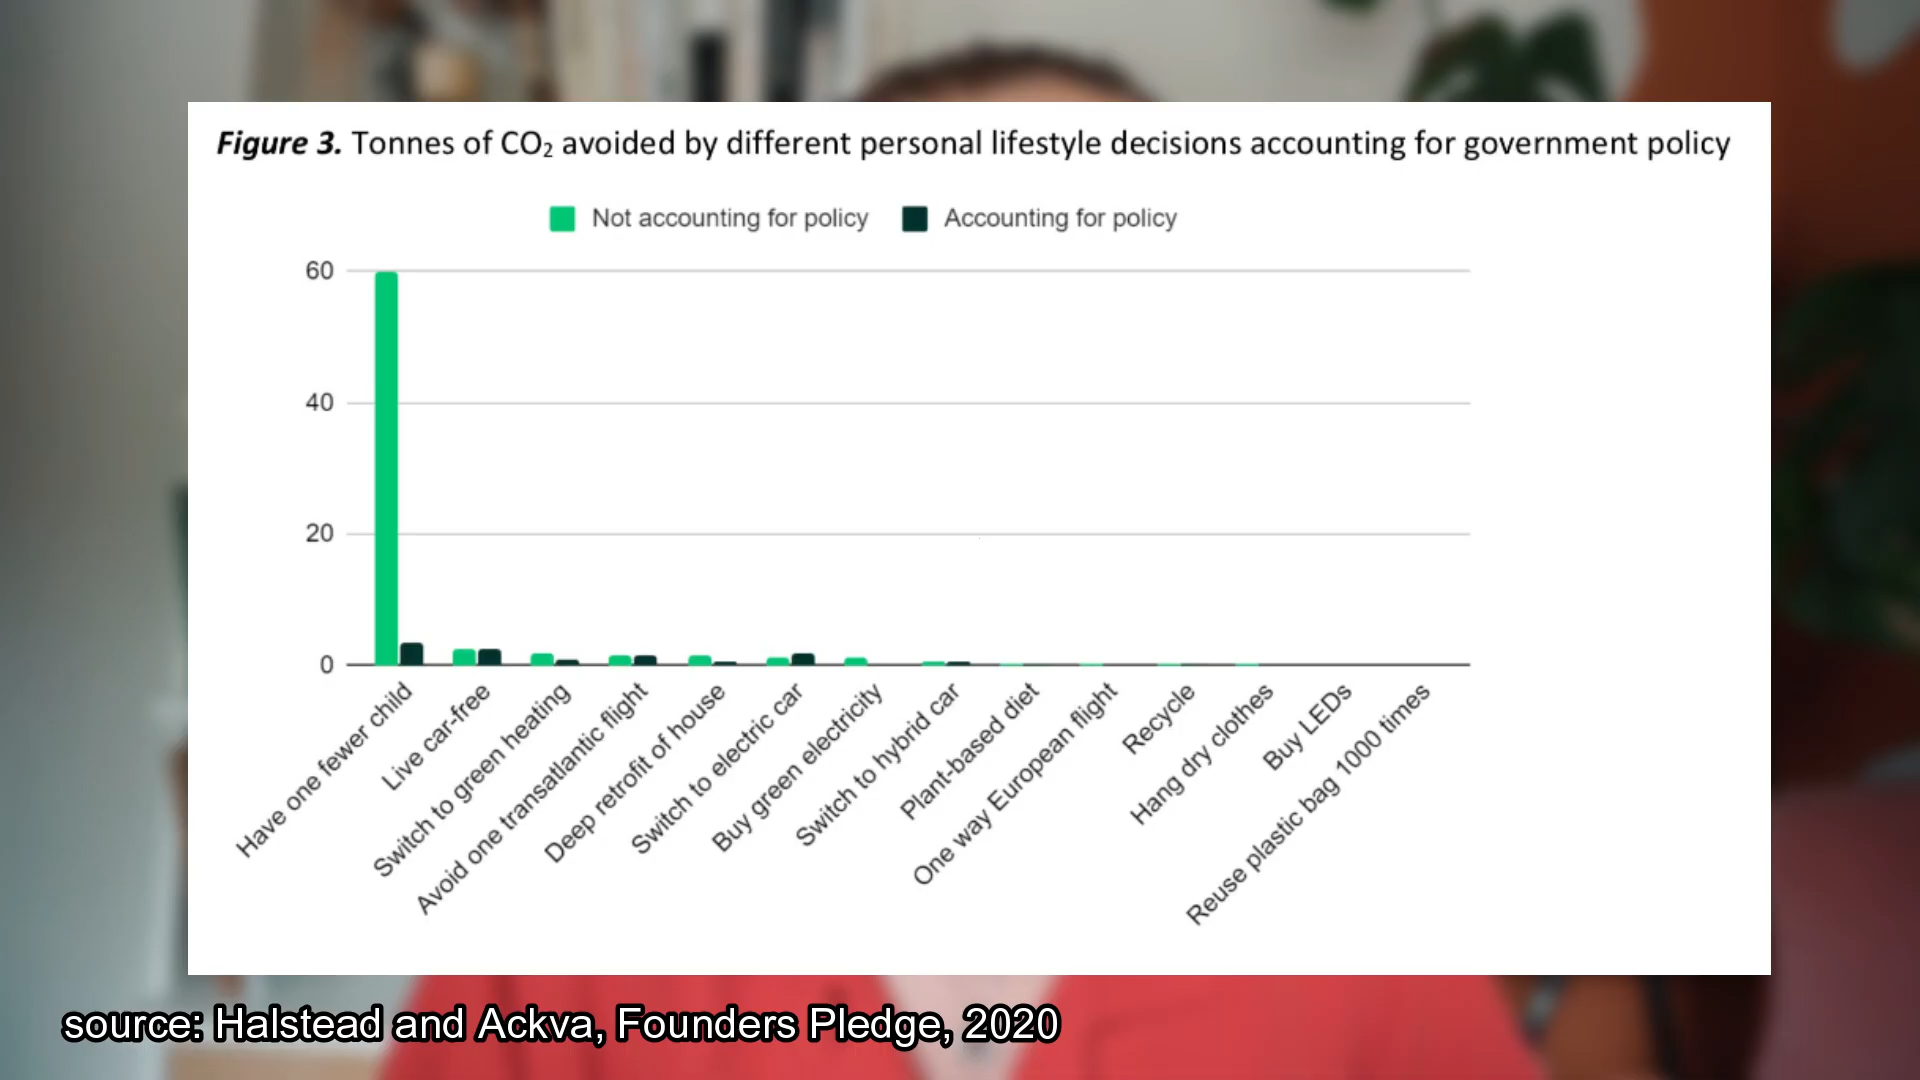 Figure 3. Tonnes of CO₂ avoided by different personal lifestyle decisions accounting for government policy
Not accounting for policy
Accounting for policy
60
40
20
0
Have one fewer child
Live car-free
Switch to green heating
Avoid one transatlantic flight
Deep retrofit of house
Switch to electric car
Buy green electricity
Switch to hybrid car
Plant-based diet
One way European flight
Recycle
Hang dry clothes
Buy LEDs
Reuse plastic bag 1000 times
source: Halstead and Ackva, Founders Pledge, 2020